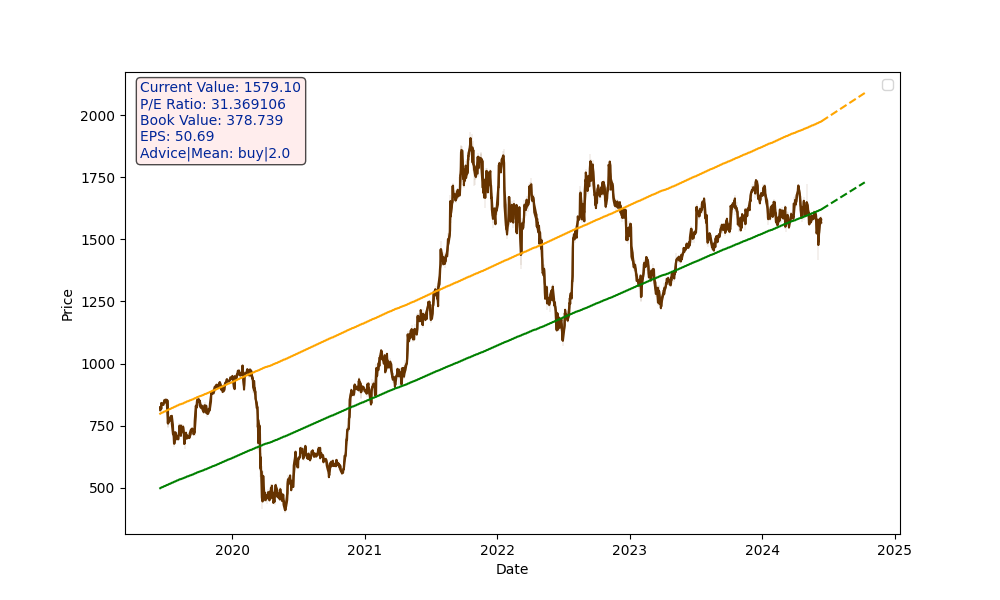 Current Value: 1579.10
P/E Ratio: 31.369106
Book Value: 378.739
EPS: 50.69
Advice|Mean: buy|2.0
2000
1750
1500
1250
1000
750
500
Price
2020
2021
2022
2023
2024
2025
Date